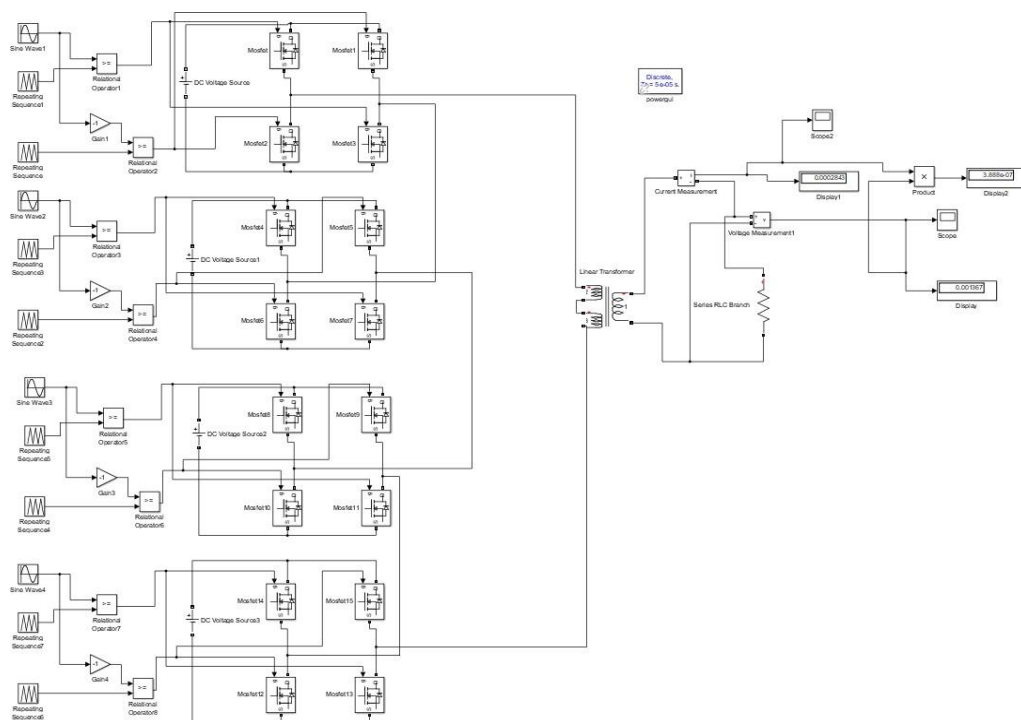 Sine Wave1
>=
Relational
Operator1
Repeating
Sequence1
-1
Gain1
Repeating
Sequence
>=
Relational
Operator2
DC Voltage Source
Mosfet
Mosfet1
Mosfet2
Mosfet3
Sine Wave2
>=
Relational
Operator3
Repeating
Sequence3
-1
Gain2
Repeating
Sequence2
>=
Relational
Operator4
DC Voltage Source1
Mosfet4
Mosfet5
Mosfet6
Mosfet7
Sine Wave3
>=
Relational
Operator5
Repeating
Sequence5
-1
Gain3
Repeating
Sequence4
>=
Relational
Operator6
DC Voltage Source2
Mosfet8
Mosfet9
Mosfet10
Mosfet11
Sine Wave4
>=
Relational
Operator7
Repeating
Sequence7
-1
Gain4
Repeating
Sequence6
>=
Relational
Operator8
DC Voltage Source3
Mosfet14
Mosfet15
Mosfet12
Mosfet13
Linear Transformer
Discrete,
5e-05 s.
powergui
Scope2
Current Measurement
0.0002843
Display1
×
Product
3.888e-07
Display2
Voltage Measurement1
Scope
Series RLC Branch
0.001367
Display